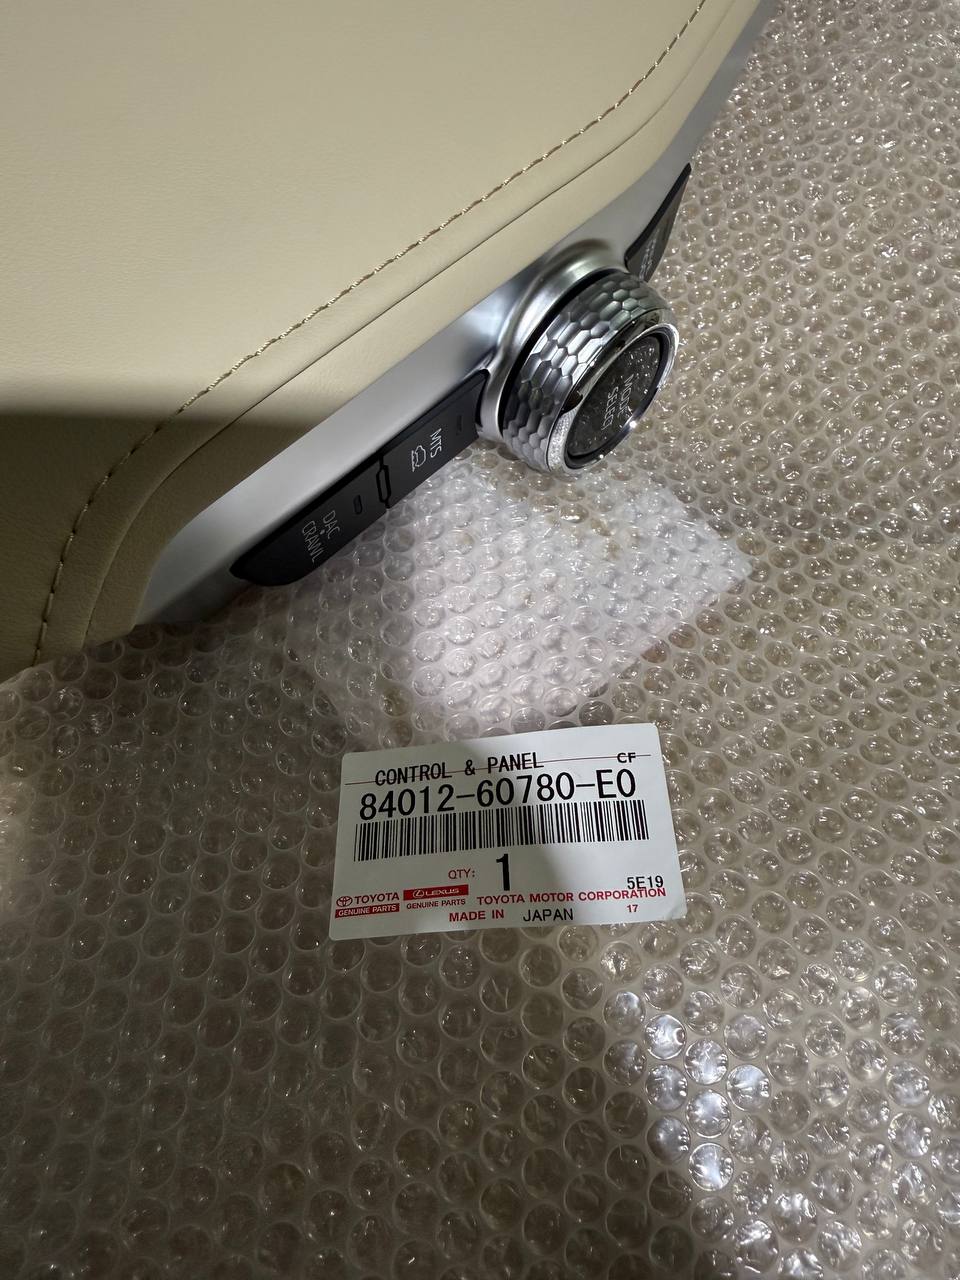 MODE
SELECT
MTS
DAC
CRAWL
CONTROL & PANEL
CF
84012-60780-E0
QTY: 1
5E19
TOYOTA
GENUINE PARTS
LEXUS
GENUINE PARTS
TOYOTA MOTOR CORPORATION
MADE IN JAPAN
17